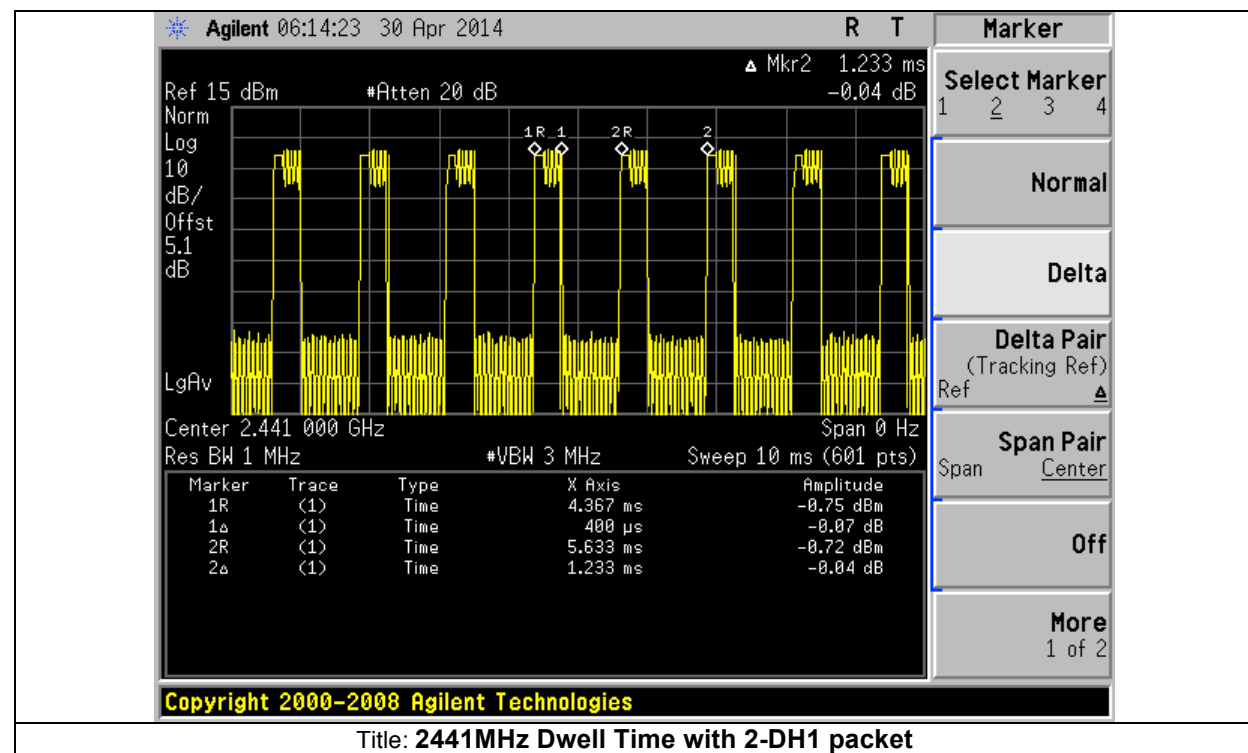 Agilent 06:14:23 30 Apr 2014 R T
Marker
▵ Mkr2 1.233 ms
Ref 15 dBm #Atten 20 dB -0.04 dB
Norm
Log
10
dB/
Offst
5.1
dB
LgAv
1R 1 2R 2
Center 2.441 000 GHz Span 0 Hz
Res BW 1 MHz #VBW 3 MHz Sweep 10 ms (601 pts)
Marker Trace Type X Axis Amplitude
1R (1) Time 4.367 ms -0.75 dBm
1▵ (1) Time 400 µs -0.07 dB
2R (1) Time 5.633 ms -0.72 dBm
2▵ (1) Time 1.233 ms -0.04 dB
Select Marker
1 2 3 4
Normal
Delta
Delta Pair
(Tracking Ref)
Ref ▵
Span Pair
Span Center
Off
More
1 of 2
Copyright 2000-2008 Agilent Technologies
Title: 2441MHz Dwell Time with 2-DH1 packet